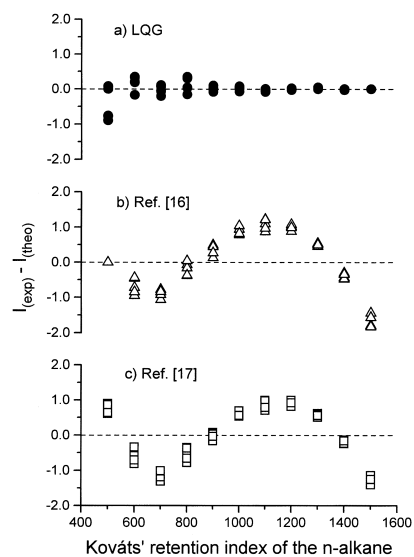 a) LQG
1.0
0.0
-1.0
-2.0
b) Ref. [16]
1.0
0.0
-1.0
-2.0
c) Ref. [17]
1.0
0.0
-1.0
-2.0
2.0
2.0
2.0
I(exp) - I(theo)
400 600 800 1000 1200 1400 1600
Kováts' retention index of the n-alkane